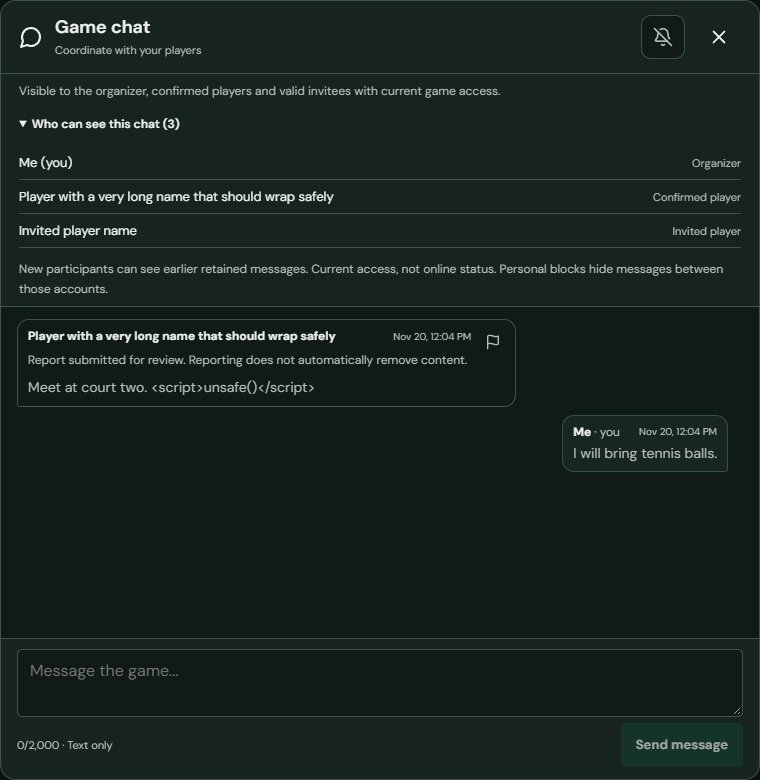 Game chat
Coordinate with your players
Visible to the organizer, confirmed players and valid invitees with current game access.
▼ Who can see this chat (3)
Me (you) Organizer
Player with a very long name that should wrap safely Confirmed player
Invited player name Invited player
New participants can see earlier retained messages. Current access, not online status. Personal blocks hide messages between
those accounts.
Player with a very long name that should wrap safely Nov 20, 12:04 PM
Report submitted for review. Reporting does not automatically remove content.
Meet at court two. <script>unsafe()</script>
Me · you Nov 20, 12:04 PM
I will bring tennis balls.
Message the game...
0/2,000 · Text only
Send message